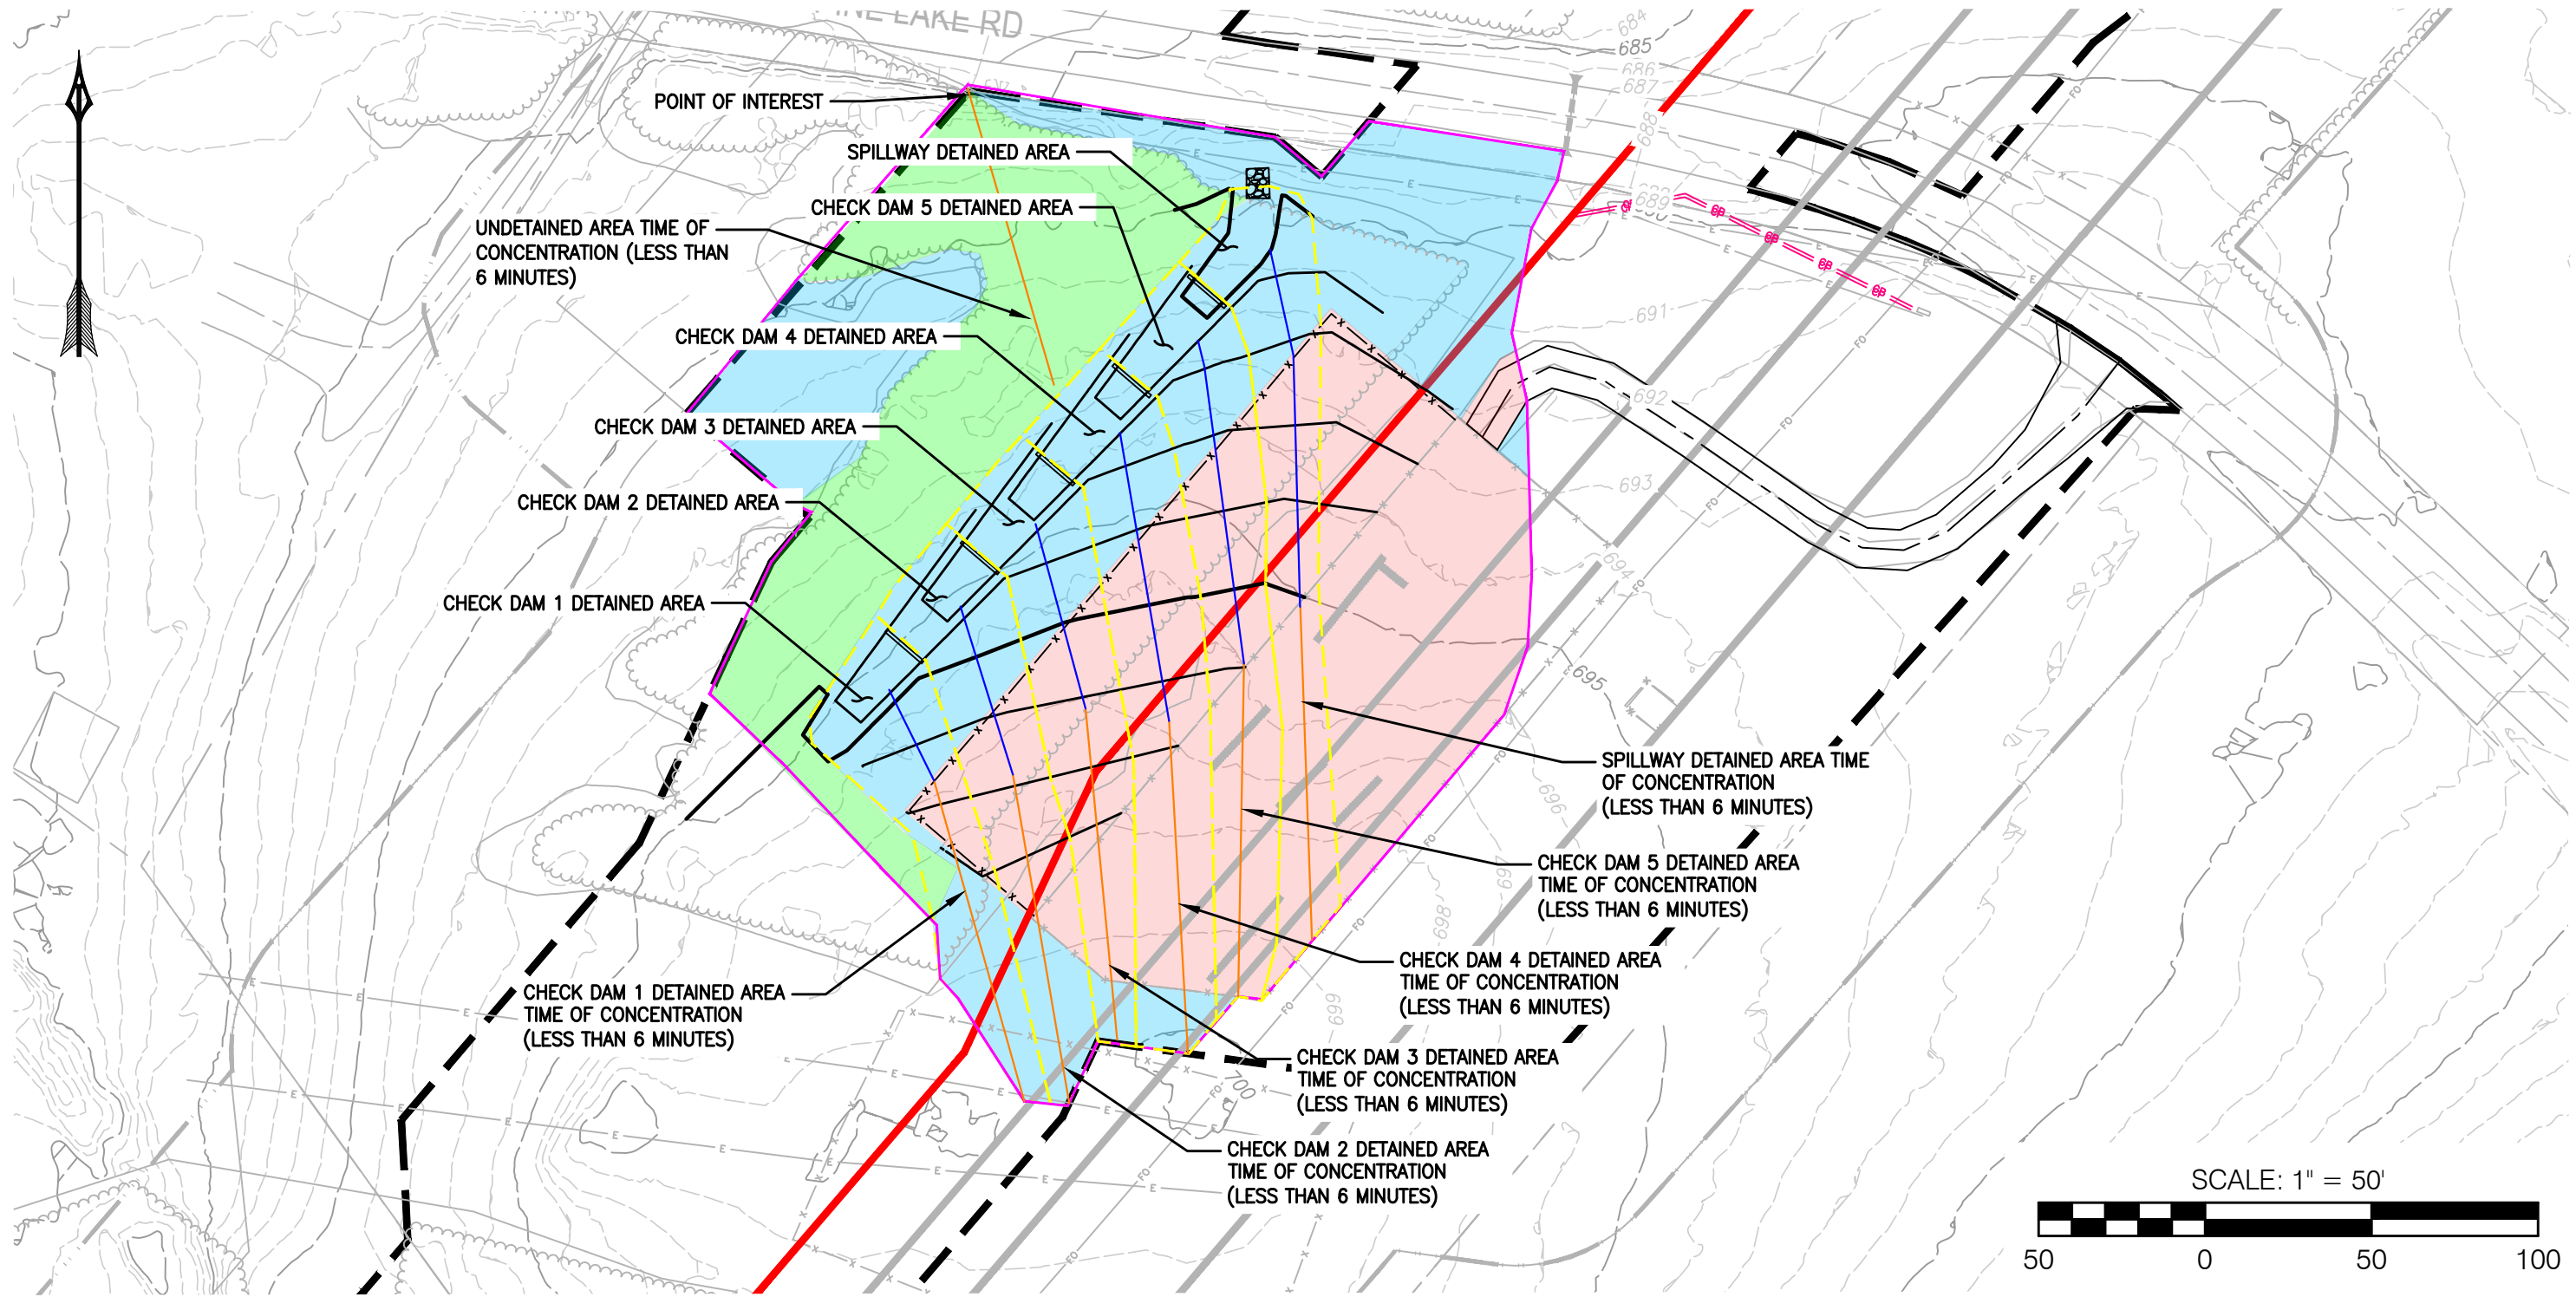 INE LAKE RD
684
685
686
687
688
689
690
691
692
693
694
695
696
697
698
699
700
POINT OF INTEREST
SPILLWAY DETAINED AREA
CHECK DAM 5 DETAINED AREA
UNDETAINED AREA TIME OF
CONCENTRATION (LESS THAN
6 MINUTES)
CHECK DAM 4 DETAINED AREA
CHECK DAM 3 DETAINED AREA
CHECK DAM 2 DETAINED AREA
CHECK DAM 1 DETAINED AREA
SPILLWAY DETAINED AREA TIME
OF CONCENTRATION
(LESS THAN 6 MINUTES)
CHECK DAM 5 DETAINED AREA
TIME OF CONCENTRATION
(LESS THAN 6 MINUTES)
CHECK DAM 4 DETAINED AREA
TIME OF CONCENTRATION
(LESS THAN 6 MINUTES)
CHECK DAM 1 DETAINED AREA
TIME OF CONCENTRATION
(LESS THAN 6 MINUTES)
CHECK DAM 3 DETAINED AREA
TIME OF CONCENTRATION
(LESS THAN 6 MINUTES)
CHECK DAM 2 DETAINED AREA
TIME OF CONCENTRATION
(LESS THAN 6 MINUTES)
SCALE: 1" = 50'
50 0 50 100